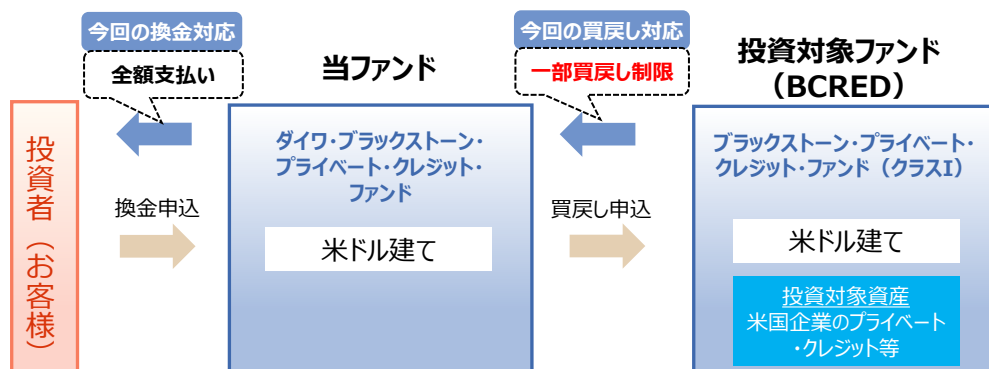 今回の換金対応
全額支払い
当ファンド
今回の買戻し対応
一部買戻し制限
投資対象ファンド
（BCRED）
投資者（お客様）
換金申込
ダイワ・ブラックストーン・
プライベート・クレジット・
ファンド
米ドル建て
買戻し申込
ブラックストーン・プライベート・
クレジット・ファンド（クラスI）
米ドル建て
投資対象資産
米国企業のプライベート
・クレジット等